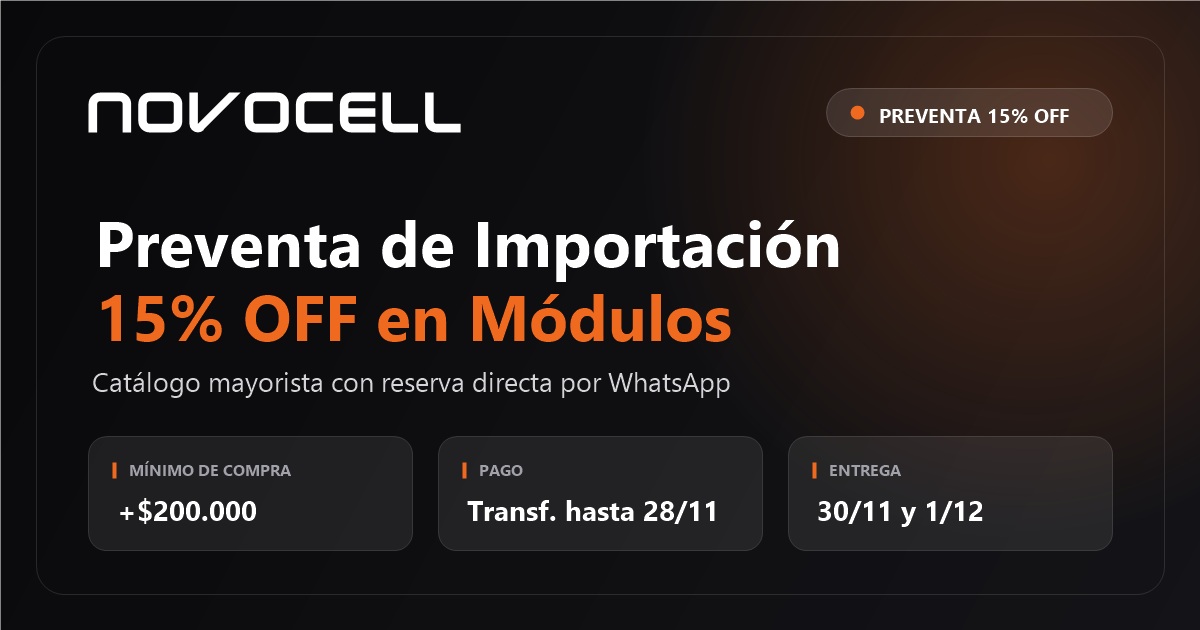 NOVOCELL
PREVENTA 15% OFF
Preventa de Importación
15% OFF en Módulos
Catálogo mayorista con reserva directa por WhatsApp
MÍNIMO DE COMPRA
+$200.000
PAGO
Transf. hasta 28/11
ENTREGA
30/11 y 1/12